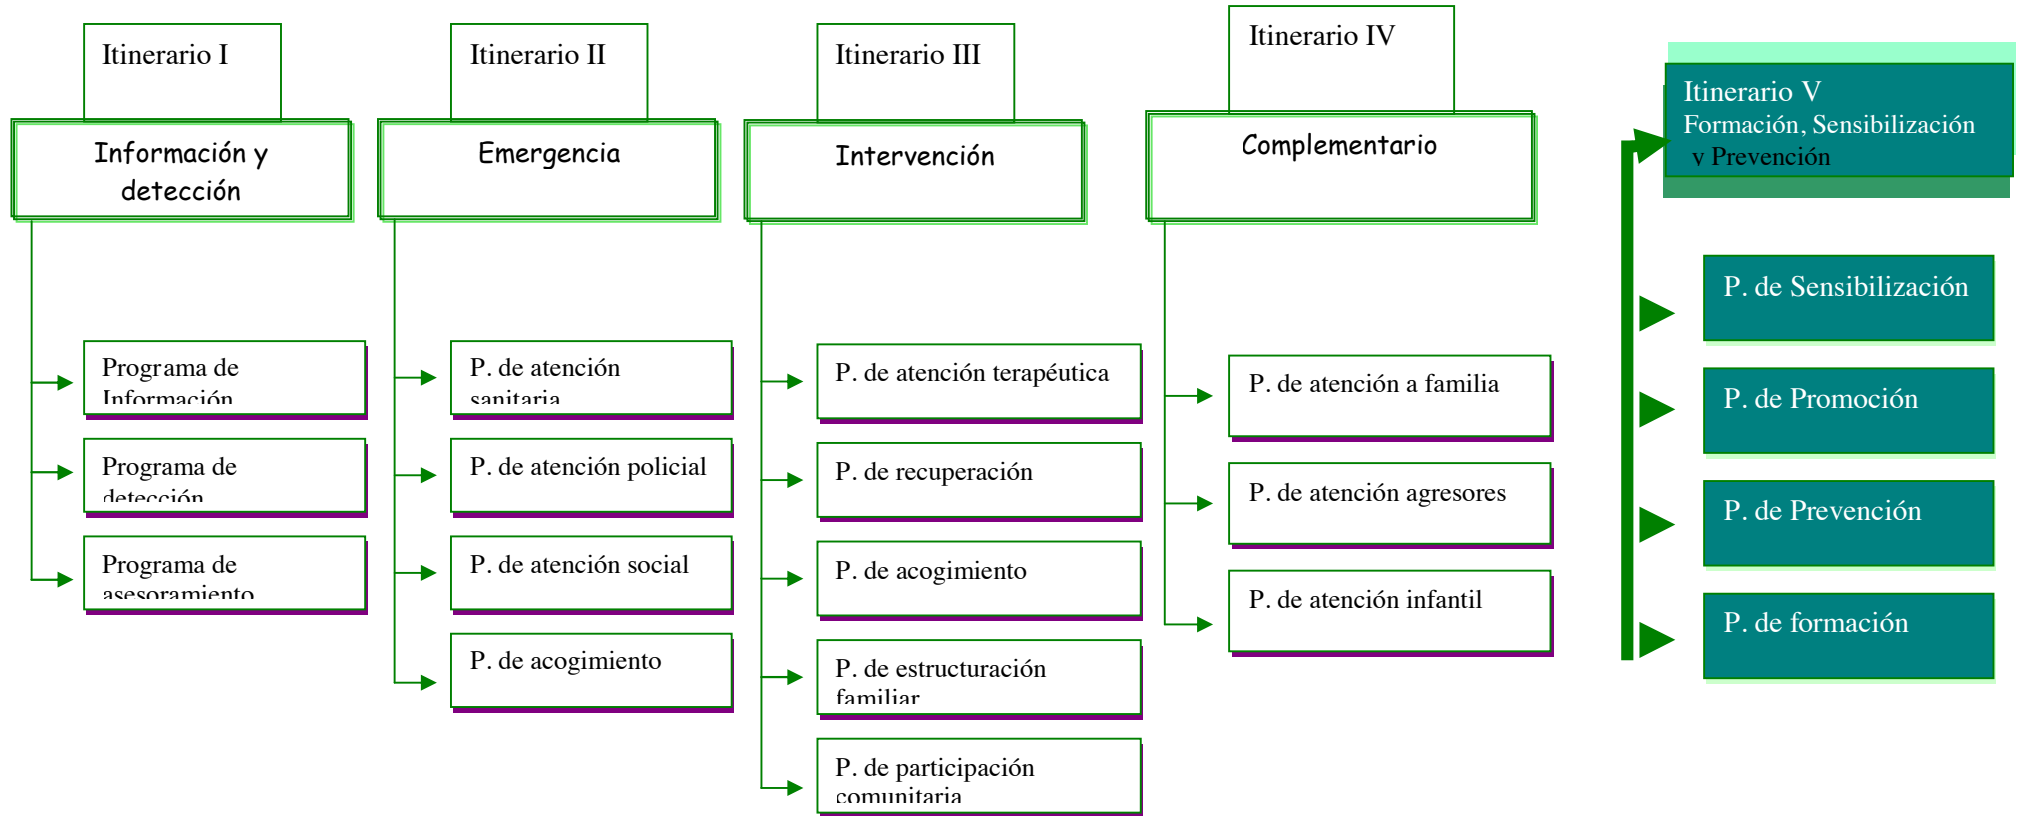 Itinerario I
Información y
detección
Programa de
Información
Programa de
detección
Programa de
asesoramiento
Itinerario II
Emergencia
P. de atención
sanitaria
P. de atención policial
P. de atención social
P. de acogimiento
Itinerario III
Intervención
P. de atención terapéutica
P. de recuperación
P. de acogimiento
P. de estructuración
familiar
P. de participación
comunitaria
Itinerario IV
Complementario
P. de atención a familia
P. de atención agresores
P. de atención infantil
Itinerario V
Formación, Sensibilización
y Prevención
P. de Sensibilización
P. de Promoción
P. de Prevención
P. de formación